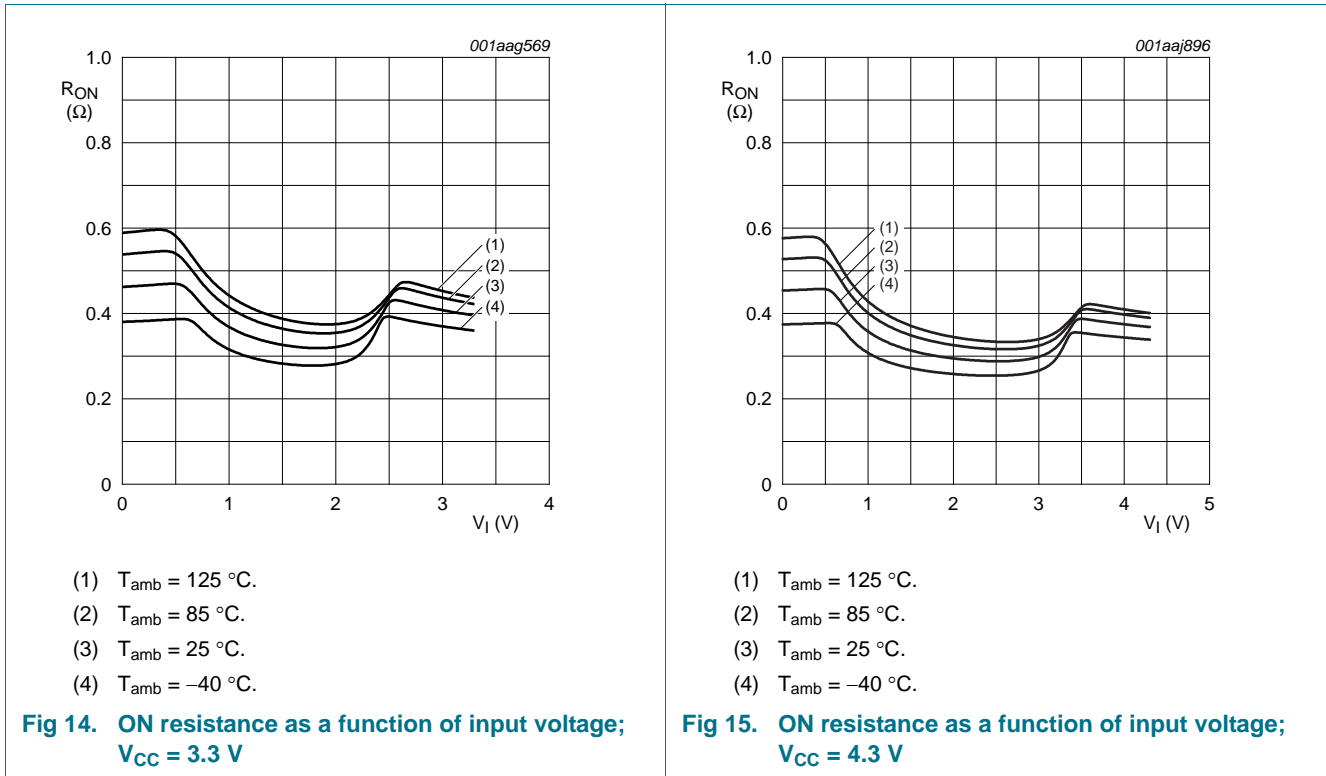 001aag569
1.0
RON
(Ω)
0.8
0.6
0.4
0.2
0
(1)
(2)
(3)
(4)
0 1 2 3 4
VI (V)
(1) Tamb = 125 °C.
(2) Tamb = 85 °C.
(3) Tamb = 25 °C.
(4) Tamb = −40 °C.
Fig 14. ON resistance as a function of input voltage;
VCC = 3.3 V
001aaj896
1.0
RON
(Ω)
0.8
0.6
0.4
0.2
0
(1)
(2)
(3)
(4)
0 1 2 3 4 5
VI (V)
(1) Tamb = 125 °C.
(2) Tamb = 85 °C.
(3) Tamb = 25 °C.
(4) Tamb = −40 °C.
Fig 15. ON resistance as a function of input voltage;
VCC = 4.3 V